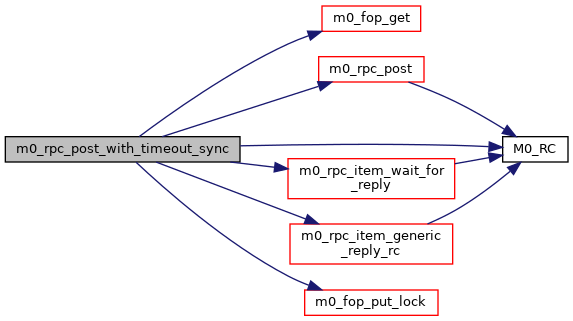 m0_fop_get
m0_rpc_post
m0_rpc_post_with_timeout_sync
M0_RC
m0_rpc_item_wait_for
_reply
m0_rpc_item_generic
_reply_rc
m0_fop_put_lock